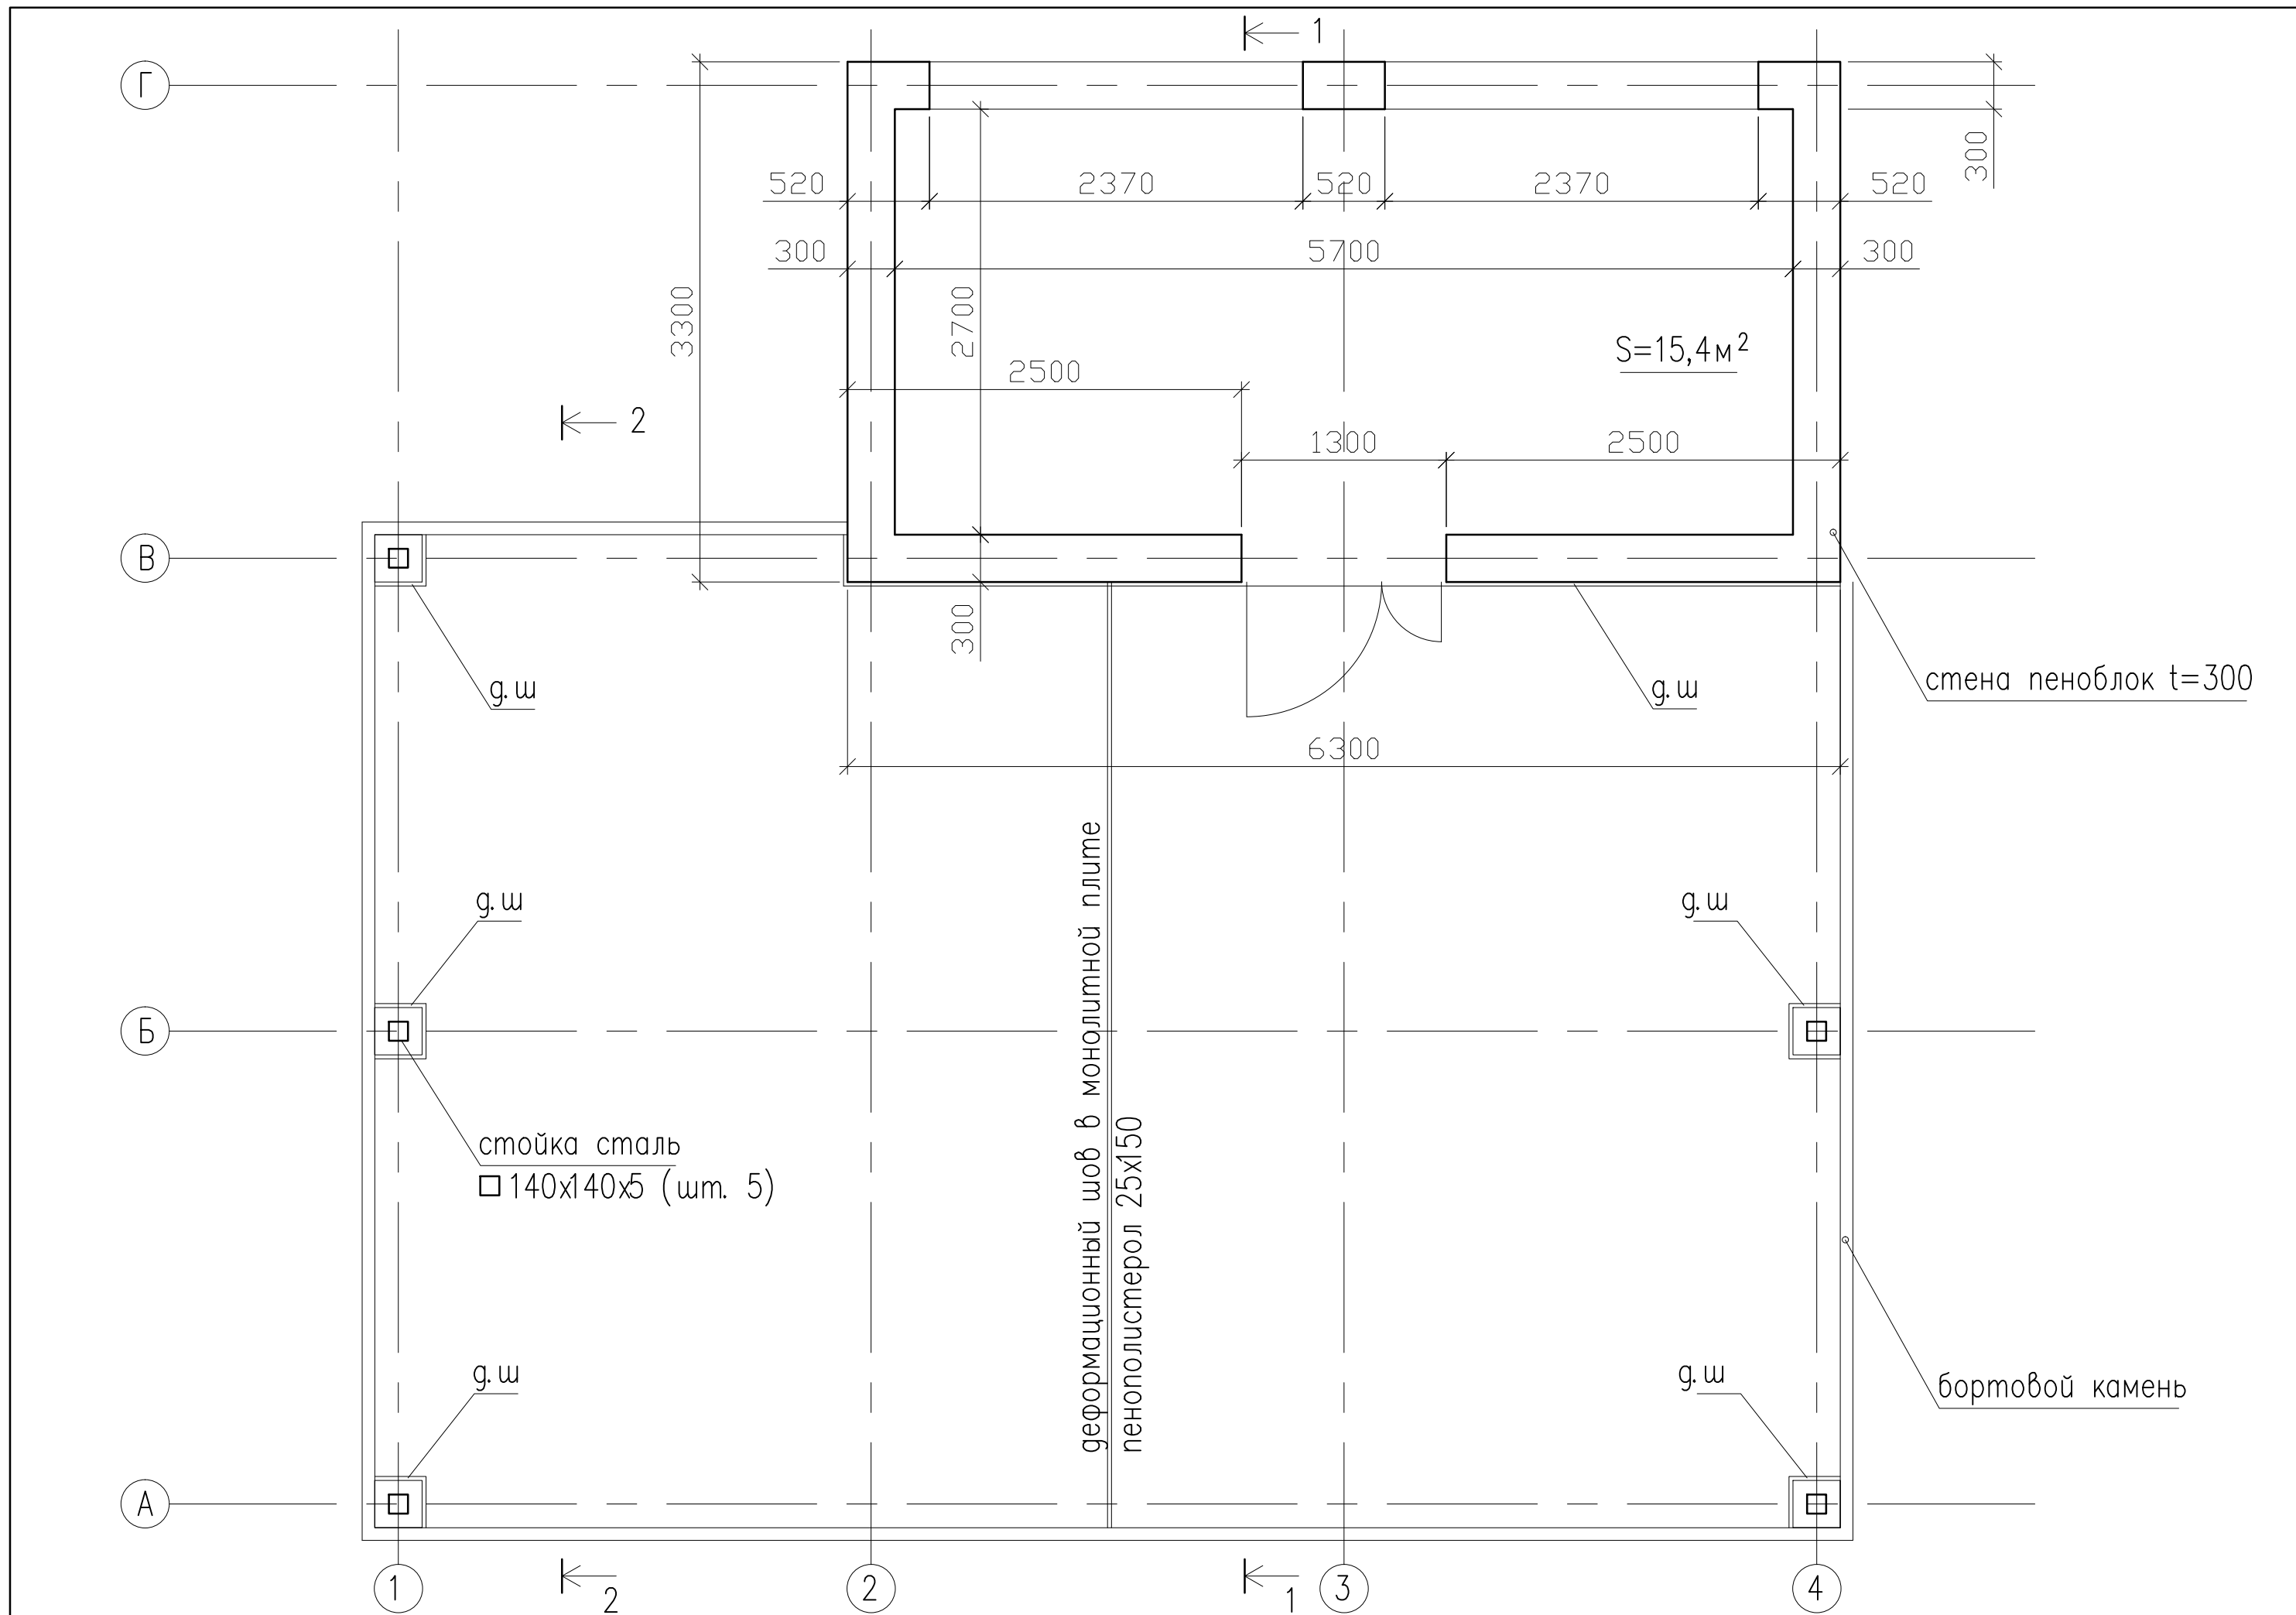 1
Г
300
520 2370 520 2370 520
300 5700 300
3300
2700
S=15,4м²
2500
2
1300 2500
В
300
д.ш
д.ш
стена пеноблок t=300
6300
деформационный шов в монолитной плите
пенополистерол 25х150
д.ш
д.ш
Б
стойка сталь
□ 140х140х5 (шт. 5)
д.ш
д.ш
бортовой камень
А
1 2 2 1 3 4